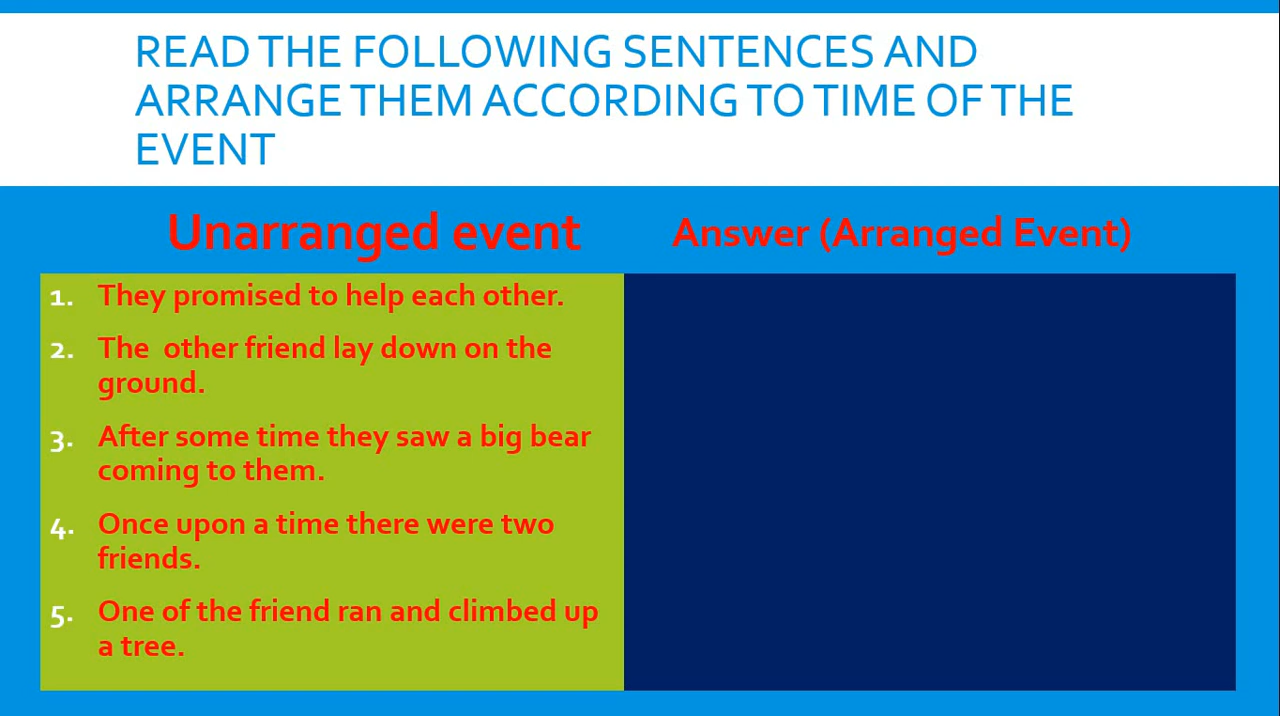 READ THE FOLLOWING SENTENCES AND
ARRANGE THEM ACCORDING TO TIME OF THE
EVENT
Unarranged event
1. They promised to help each other.
2. The other friend lay down on the
ground.
3. After some time they saw a big bear
coming to them.
4. Once upon a time there were two
friends.
5. One of the friend ran and climbed up
a tree.
Answer (Arranged Event)